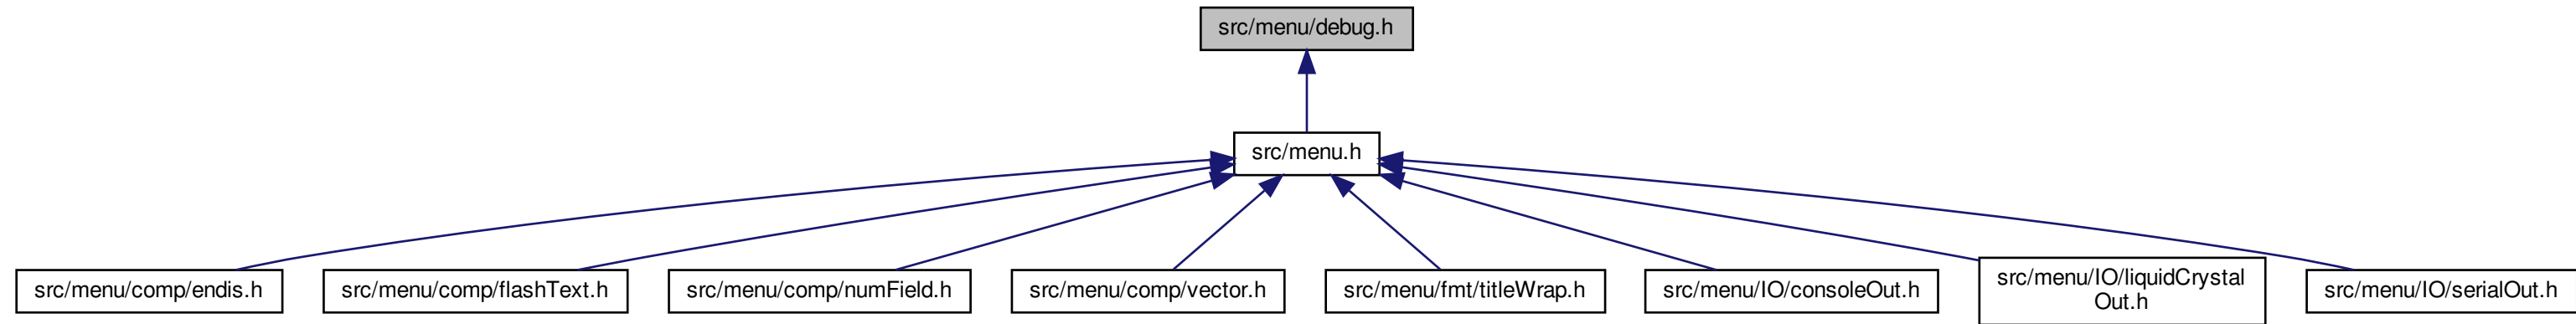 src/menu/debug.h
src/menu.h
src/menu/comp/endis.h
src/menu/comp/flashText.h
src/menu/comp/numField.h
src/menu/comp/vector.h
src/menu/fmt/titleWrap.h
src/menu/IO/consoleOut.h
src/menu/IO/liquidCrystal
Out.h
src/menu/IO/serialOut.h